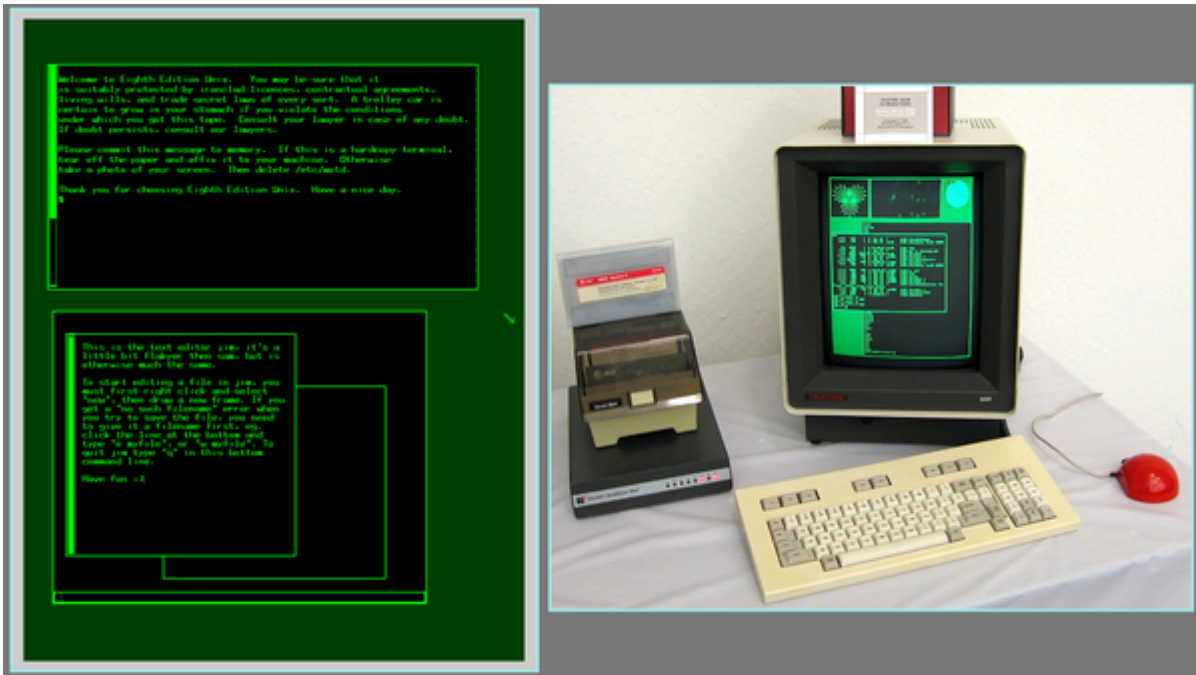 Welcome to Eighth Edition Unix. You may be sure that it
is suitably protected by ironclad licences, contractual agreements,
living wills, and trade secret laws of every sort. A trolley car is
certain to grow in your stomach if you violate the conditions
under which you got this tape. Consult your lawyer in case of any doubt.
If doubt persists, consult our lawyers.
Please commit this message to memory. If this is a hardcopy terminal,
tear off the paper and affix it to your machine. Otherwise
take a photo of your screen. Then delete /etc/motd.
Thank you for choosing Eighth Edition Unix. Have a nice day.
$
This is the text editor jim, it's a
little bit flakyer then sam, but is
otherwise much the same.
To start editing a file in jim, you
must first right click and select
"new", then draw a new frame. If you
get a "no such filename" error when
you try to save the file, you need
to give it a filename first, eg.
click the line at the bottom and
type "e myfile", or "w myfile". To
quit jim type "q" in this bottom
command line.
Have fun :3